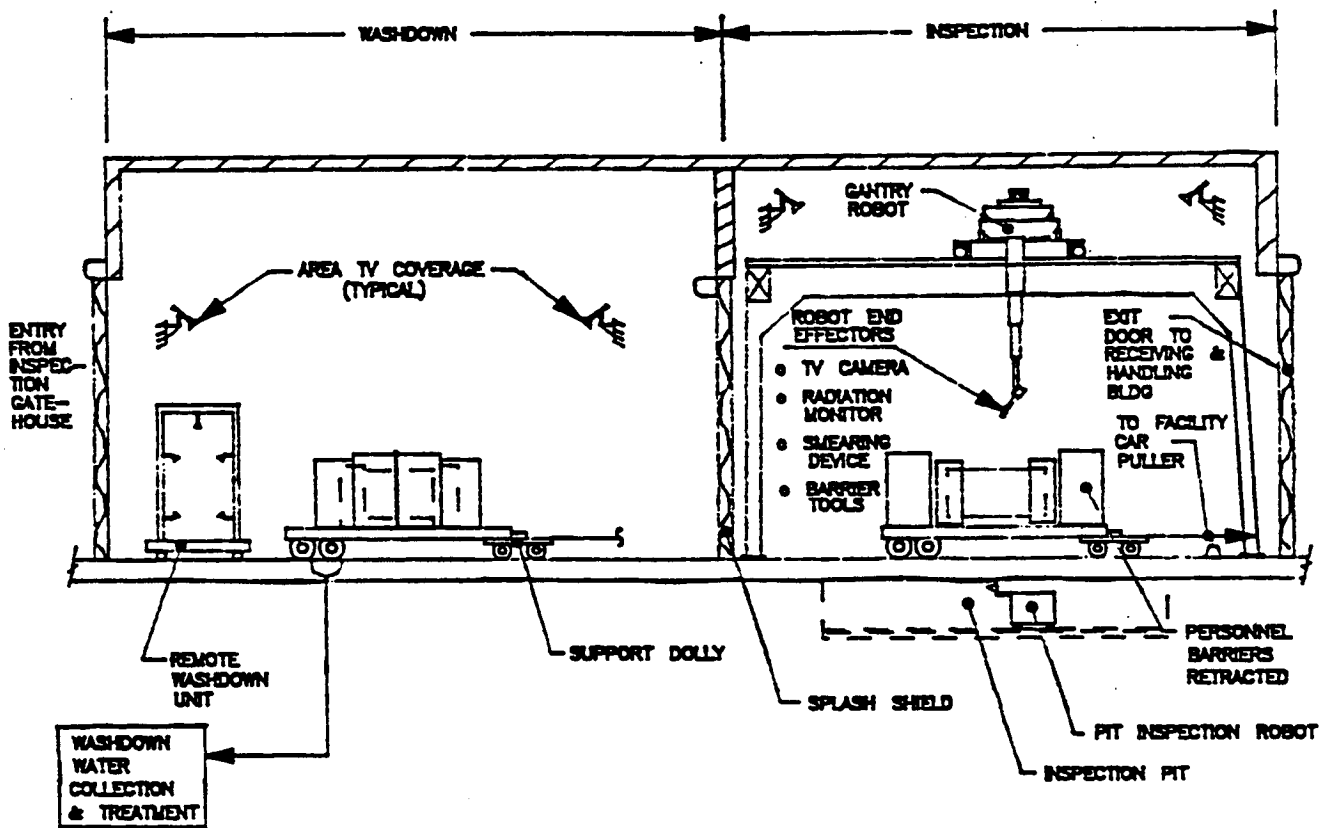 WASHDOWN
INSPECTION
GANTRY
ROBOT
AREA TV COVERAGE
(TYPICAL)
ENTRY
FROM
INSPEC-
TION
GATE-
HOUSE
ROBOT END
EFFECTORS
• TV CAMERA
• RADIATION
MONITOR
• SMEARING
DEVICE
• BARRIER
TOOLS
EXIT
DOOR TO
RECEIVING &
HANDLING
BLDG
TO FACILITY
CAR
PULLER
REMOTE
WASHDOWN
UNIT
SUPPORT DOLLY
SPLASH SHIELD
PERSONNEL
BARRIERS
RETRACTED
PIT INSPECTION ROBOT
INSPECTION PIT
WASHDOWN
WATER
COLLECTION
& TREATMENT